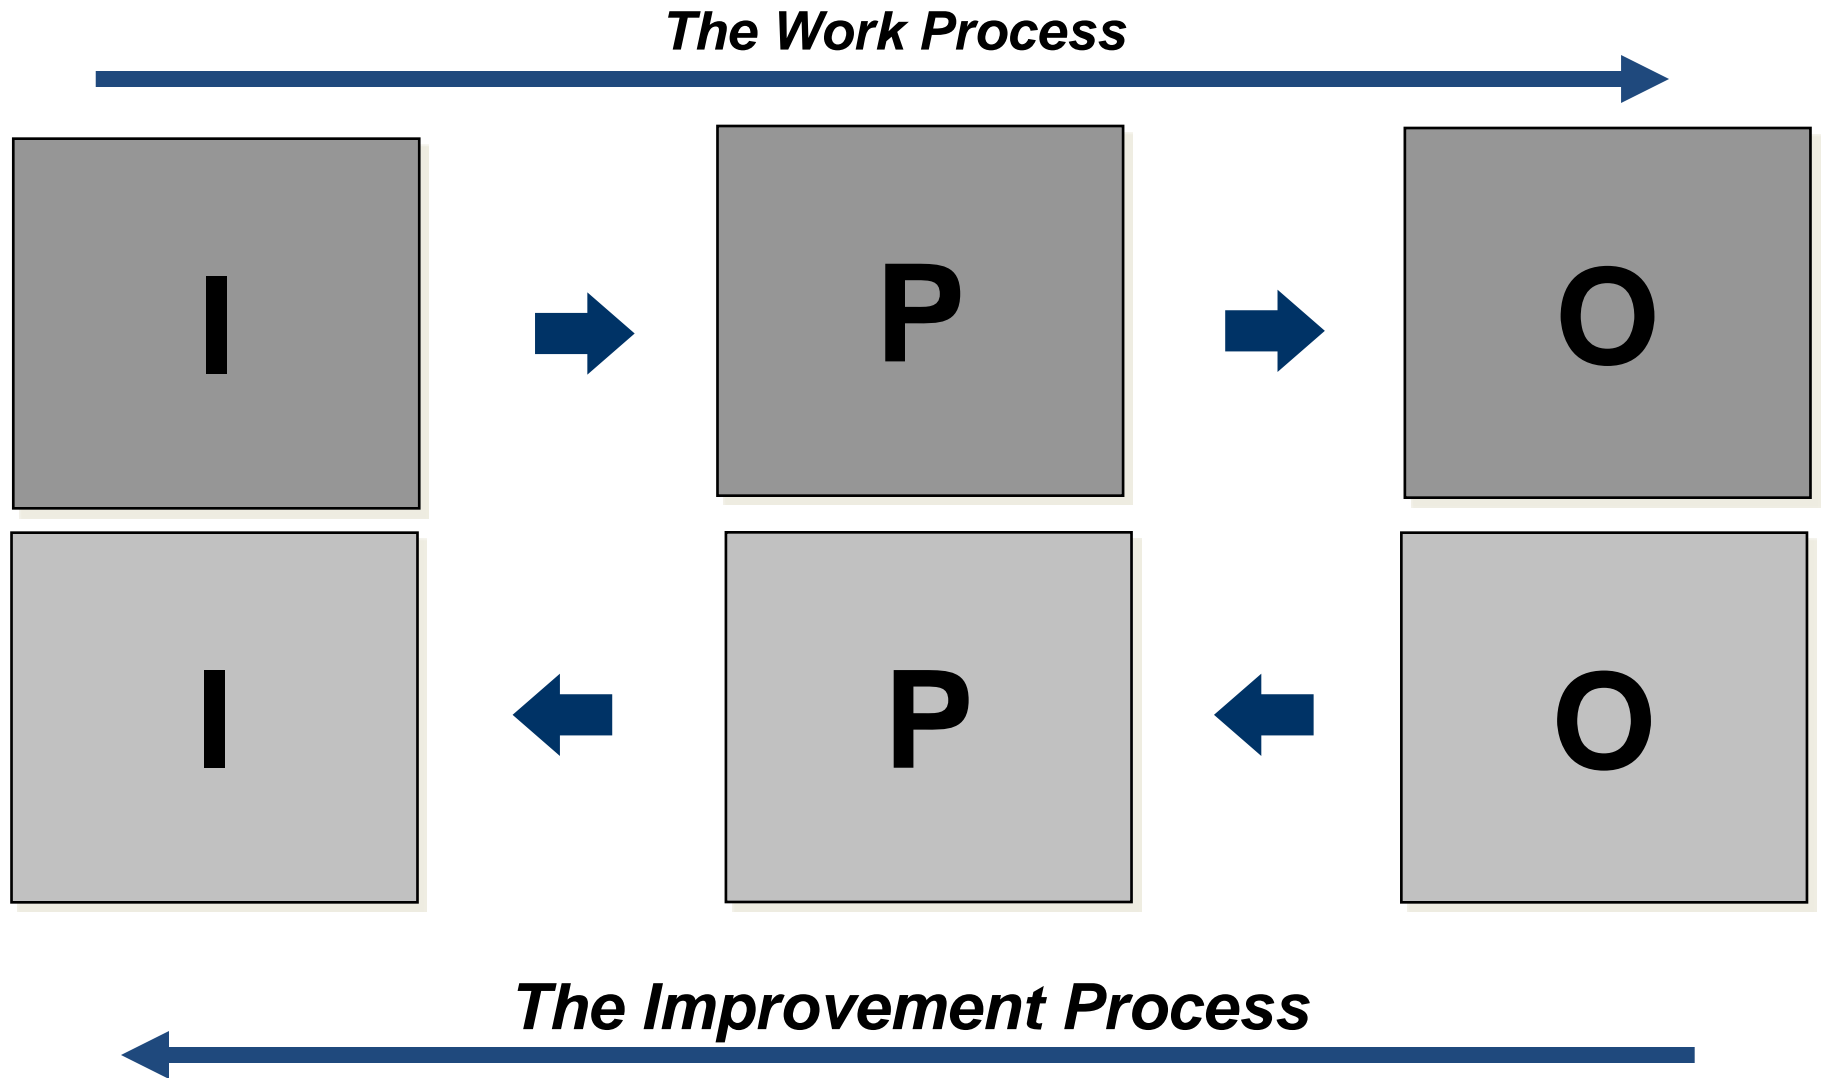 The Work Process
I
P
O
I
P
O
The Improvement Process